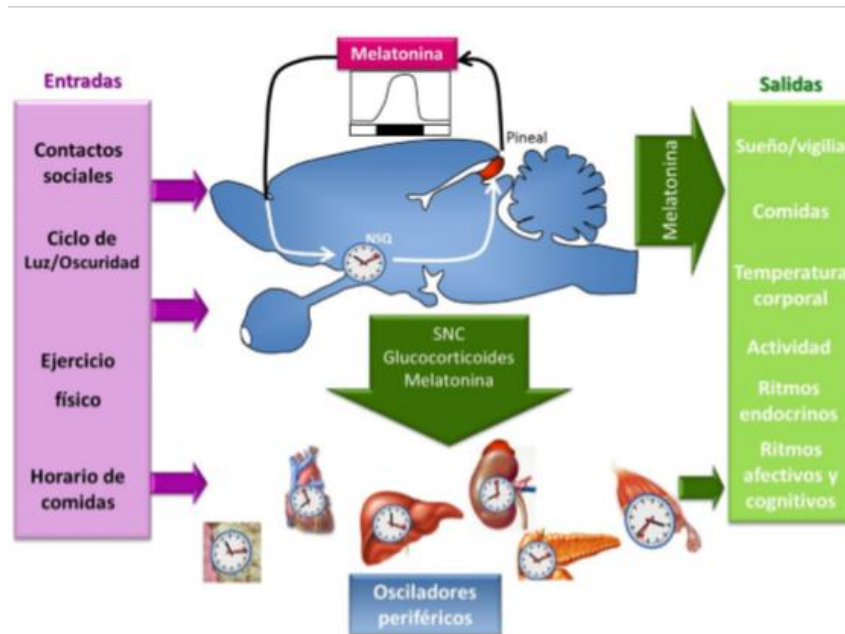 Melatonina
Entradas
Contactos
sociales
Ciclo de
Luz/Oscuridad
Ejercicio
físico
Horario de
comidas
Pineal
NSQ
Melatonina
SNC
Glucocorticoides
Melatonina
Osciladores
periféricos
Salidas
Sueño/vigilia
Comidas
Temperatura
corporal
Actividad
Ritmos
endocrinos
Ritmos
afectivos y
cognitivos